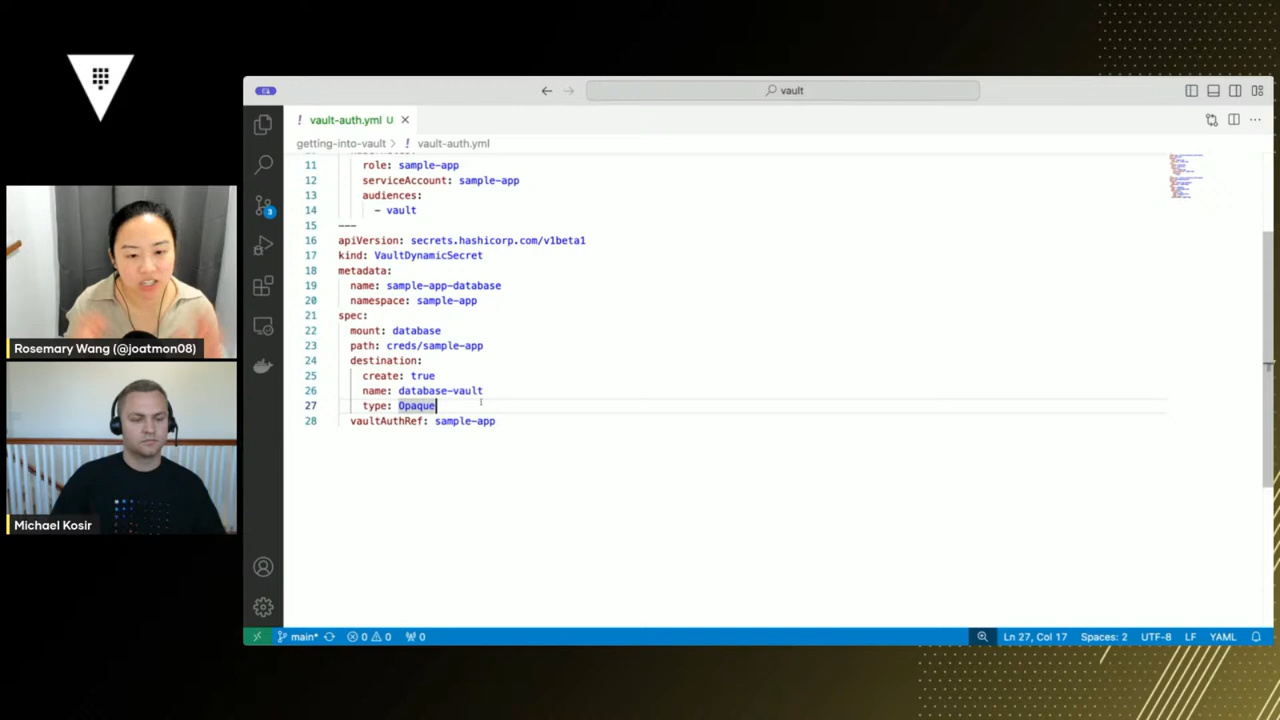 vault
vault-auth.yml U
getting-into-vault > vault-auth.yml
11 role: sample-app
12 serviceAccount: sample-app
13 audiences:
14 - vault
15 ---
16 apiVersion: secrets.hashicorp.com/v1beta1
17 kind: VaultDynamicSecret
18 metadata:
19 name: sample-app-database
20 namespace: sample-app
21 spec:
22 mount: database
23 path: creds/sample-app
24 destination:
25 create: true
26 name: database-vault
27 type: Opaque
28 vaultAuthRef: sample-app
3
Rosemary Wang (@joatmon08)
Michael Kosir
main* 0 0 0 Ln 27, Col 17 Spaces: 2 UTF-8 LF YAML